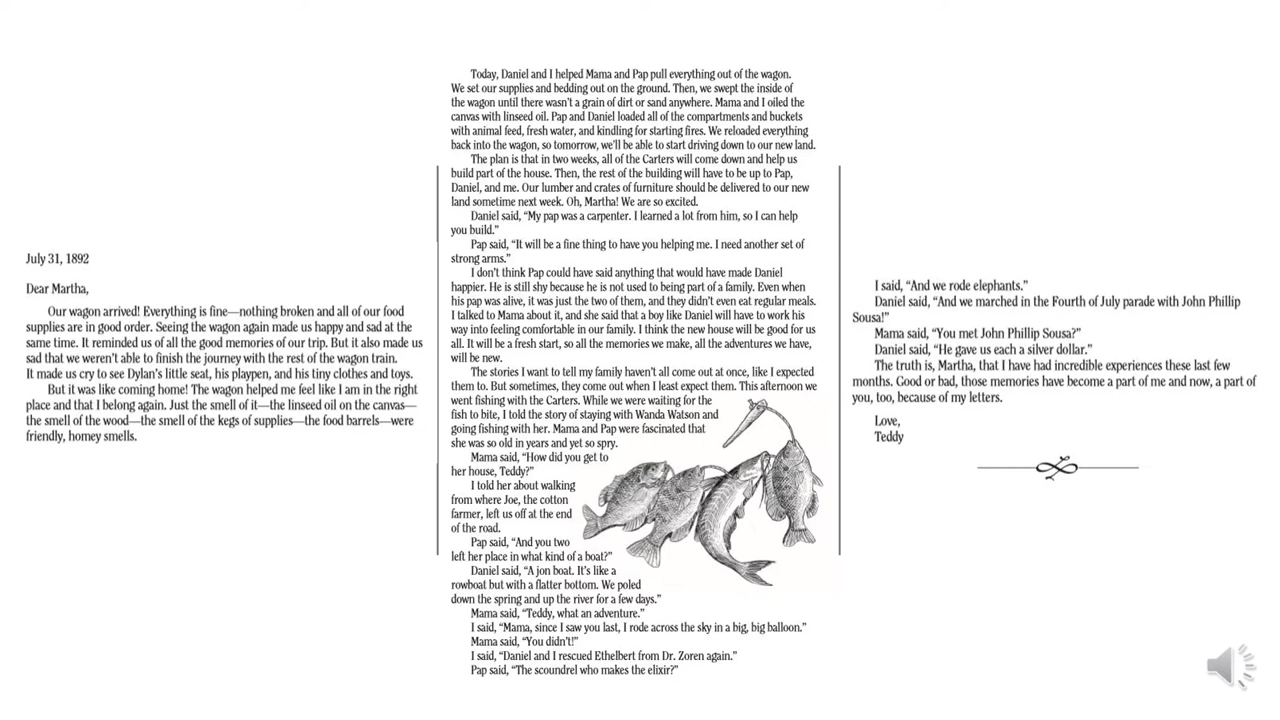 July 31, 1892
Dear Martha,
Our wagon arrived! Everything is fine—nothing broken and all of our food
supplies are in good order. Seeing the wagon again made us happy and sad at the
same time. It reminded us of all the good memories of our trip. But it also made us
sad that we weren't able to finish the journey with the rest of the wagon train.
It made us cry to see Dylan's little seat, his playpen, and his tiny clothes and toys.
But it was like coming home! The wagon helped me feel like I am in the right
place and that I belong again. Just the smell of it—the linseed oil on the canvas—
the smell of the wood—the smell of the kegs of supplies—the food barrels—were
friendly, homey smells.
Today, Daniel and I helped Mama and Pap pull everything out of the wagon.
We set our supplies and bedding out on the ground. Then, we swept the inside of
the wagon until there wasn't a grain of dirt or sand anywhere. Mama and I oiled the
canvas with linseed oil. Pap and Daniel loaded all of the compartments and buckets
with animal feed, fresh water, and kindling for starting fires. We reloaded everything
back into the wagon, so tomorrow, we'll be able to start driving down to our new land.
The plan is that in two weeks, all of the Carters will come down and help us
build part of the house. Then, the rest of the building will have to be up to Pap,
Daniel, and me. Our lumber and crates of furniture should be delivered to our new
land sometime next week. Oh, Martha! We are so excited.
Daniel said, "My pap was a carpenter. I learned a lot from him, so I can help
you build."
Pap said, "It will be a fine thing to have you helping me. I need another set of
strong arms."
I don't think Pap could have said anything that would have made Daniel
happier. He is still shy because he is not used to being part of a family. Even when
his pap was alive, it was just the two of them, and they didn't even eat regular meals.
I talked to Mama about it, and she said that a boy like Daniel will have to work his
way into feeling comfortable in our family. I think the new house will be good for us
all. It will be a fresh start, so all the memories we make, all the adventures we have,
will be new.
The stories I want to tell my family haven't all come out at once, like I expected
them to. But sometimes, they come out when I least expect them. This afternoon we
went fishing with the Carters. While we were waiting for the
fish to bite, I told the story of staying with Wanda Watson and
going fishing with her. Mama and Pap were fascinated that
she was so old in years and yet so spry.
Mama said, "How did you get to
her house, Teddy?"
I told her about walking
from where Joe, the cotton
farmer, left us off at the end
of the road.
Pap said, "And you two
left her place in what kind of a boat?"
Daniel said, "A jon boat. It's like a
rowboat but with a flatter bottom. We poled
down the spring and up the river for a few days."
Mama said, "Teddy, what an adventure."
I said, "Mama, since I saw you last, I rode across the sky in a big, big balloon."
Mama said, "You didn't!"
I said, "Daniel and I rescued Ethelbert from Dr. Zoren again."
Pap said, "The scoundrel who makes the elixir?"
I said, "And we rode elephants."
Daniel said, "And we marched in the Fourth of July parade with John Phillip
Sousa!"
Mama said, "You met John Phillip Sousa?"
Daniel said, "He gave us each a silver dollar."
The truth is, Martha, that I have had incredible experiences these last few
months. Good or bad, those memories have become a part of me and now, a part of
you, too, because of my letters.
Love,
Teddy